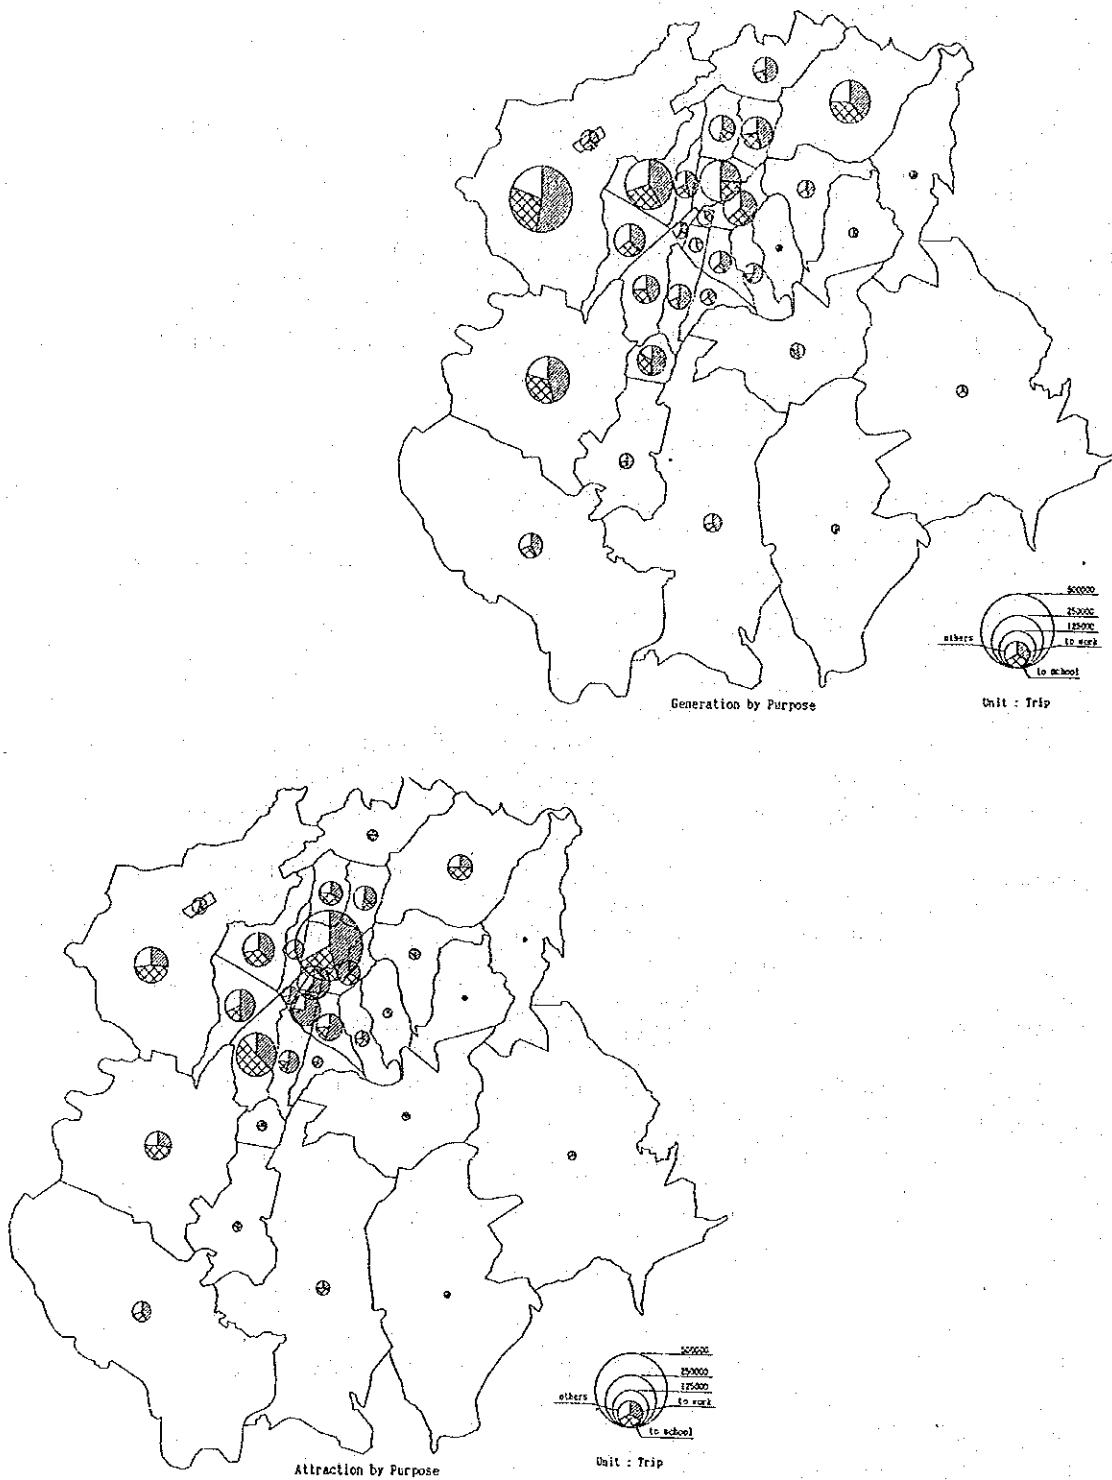 500000
250000
125000
others
to work
to school
Generation by Purpose
Unit : Trip
500000
250000
125000
others
to work
to school
Attraction by Purpose
Unit : Trip